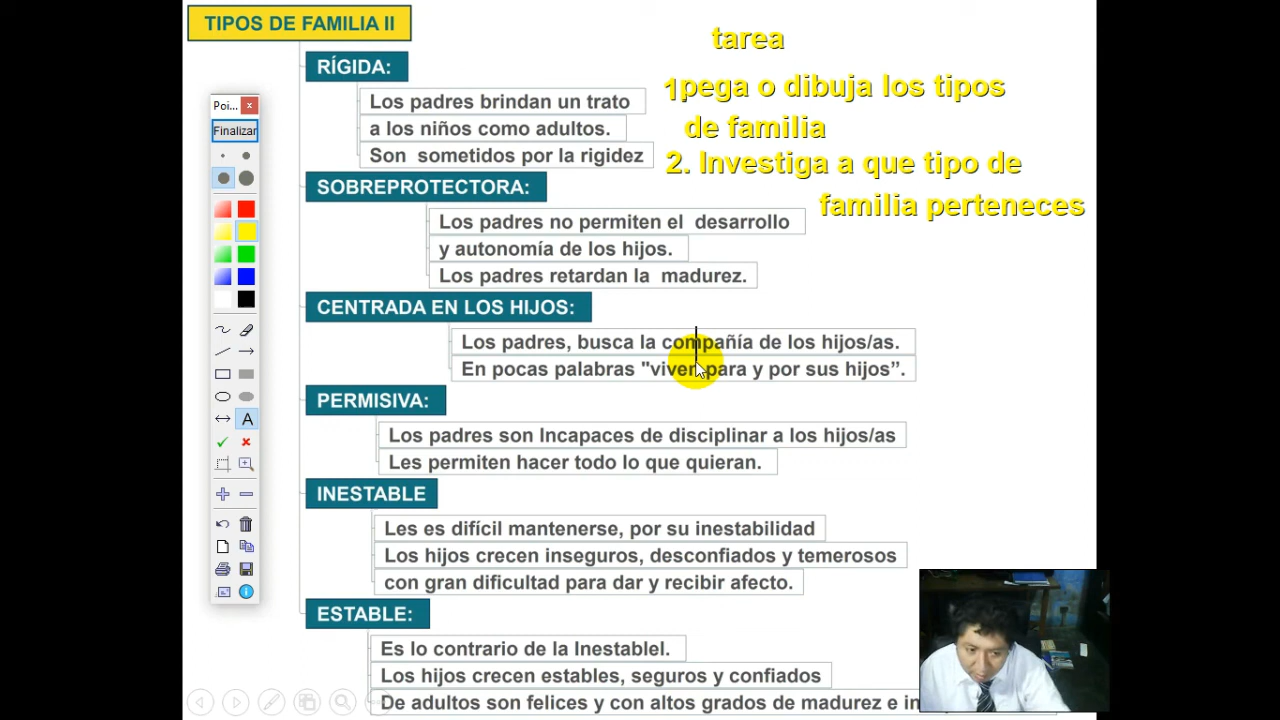 TIPOS DE FAMILIA II
RÍGIDA:
Los padres brindan un trato
a los niños como adultos.
Son sometidos por la rigidez
SOBREPROTECTORA:
Los padres no permiten el desarrollo
y autonomía de los hijos.
Los padres retardan la madurez.
CENTRADA EN LOS HIJOS:
Los padres, busca la compañía de los hijos/as.
En pocas palabras "viven para y por sus hijos”.
PERMISIVA:
Los padres son Incapaces de disciplinar a los hijos/as
Les permiten hacer todo lo que quieran.
INESTABLE
Les es difícil mantenerse, por su inestabilidad
Los hijos crecen inseguros, desconfiados y temerosos
con gran dificultad para dar y recibir afecto.
ESTABLE:
Es lo contrario de la Inestablel.
Los hijos crecen estables, seguros y confiados
De adultos son felices y con altos grados de madurez e
tarea
1pega o dibuja los tipos
de familia
2. Investiga a que tipo de
familia perteneces
Poi...
Finalizar
A